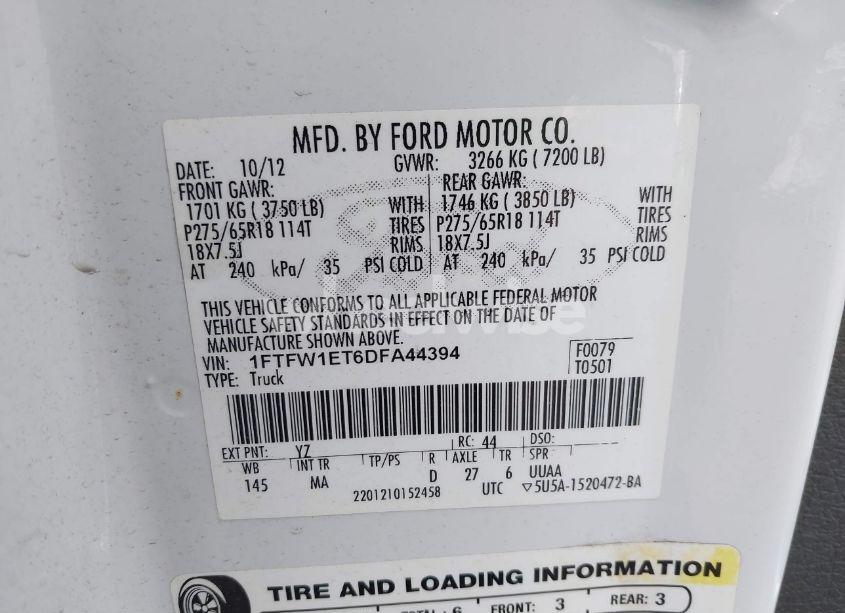 MFD. BY FORD MOTOR CO.
DATE: 10/12 GVWR: 3266 KG ( 7200 LB)
FRONT GAWR: REAR GAWR:
1701 KG ( 3750 LB) WITH 1746 KG ( 3850 LB) WITH
P275/65R18 114T TIRES P275/65R18 114T TIRES
18X7.5J RIMS 18X7.5J RIMS
AT 240 kPa/ 35 PSI COLD AT 240 kPa/ 35 PSI COLD
THIS VEHICLE CONFORMS TO ALL APPLICABLE FEDERAL MOTOR
VEHICLE SAFETY STANDARDS IN EFFECT ON THE DATE OF
MANUFACTURE SHOWN ABOVE.
VIN: 1FTFW1ET6DFA44394 F0079
TYPE: Truck T0501
EXT PNT: YZ RC: 44 DSO:
WB INT TR TP/PS R AXLE TR SPR
145 MA D 27 6 UUAA
2201210152458 UTC ▽5U5A-1520472-BA
TIRE AND LOADING INFORMATION
TOTAL: 6 FRONT: 3 REAR: 3